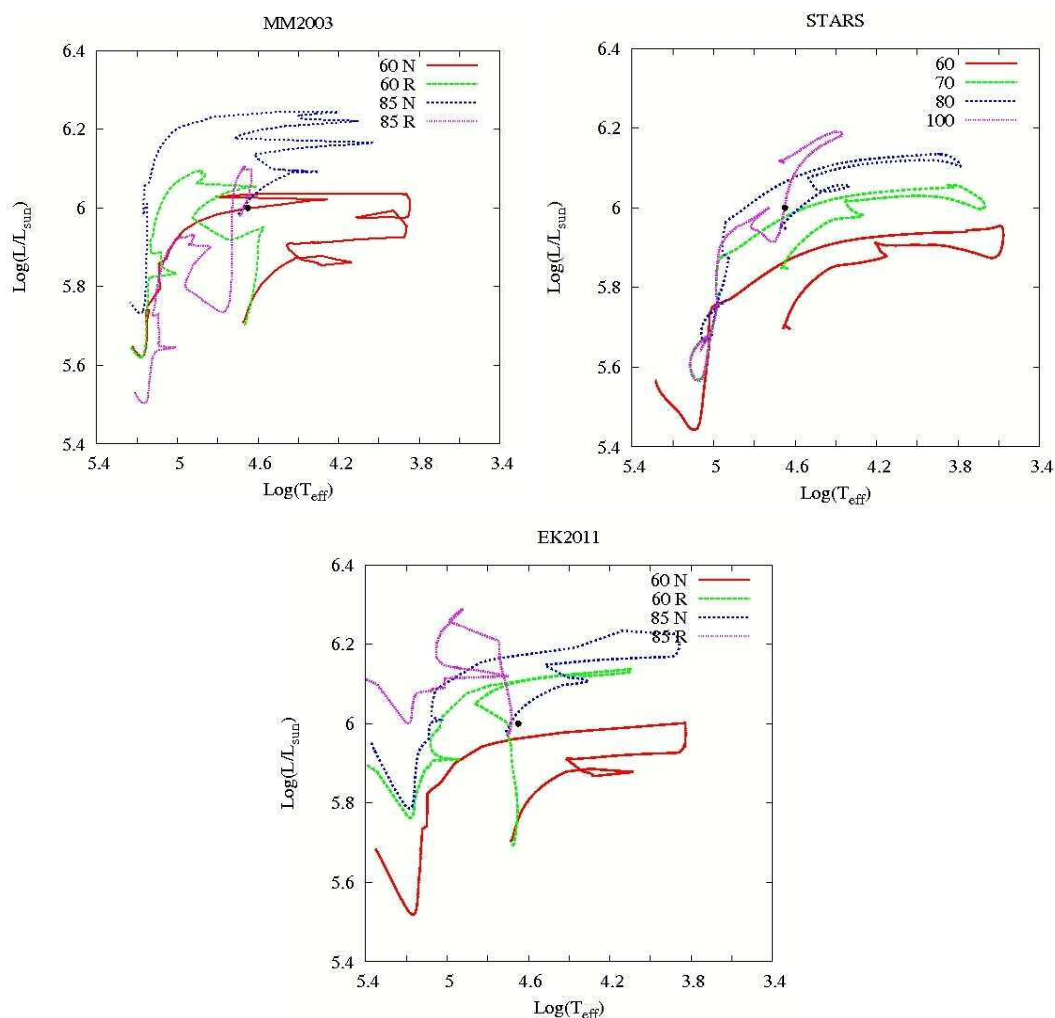 MM2003
6.4
6.2
6
5.8
5.6
5.4
Log(L/L_sun)
60 N
60 R
85 N
85 R
5.4
5
4.6
4.2
3.8
3.4
Log(T_eff)
STARS
6.4
6.2
6
5.8
5.6
5.4
Log(L/L_sun)
60
70
80
100
5.4
5
4.6
4.2
3.8
3.4
Log(T_eff)
EK2011
6.4
6.2
6
5.8
5.6
5.4
Log(L/L_sun)
60 N
60 R
85 N
85 R
5.4
5
4.6
4.2
3.8
3.4
Log(T_eff)